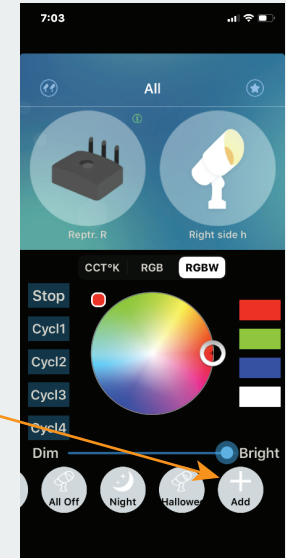 7:03
All
Reptr. R
Right side h
CCT°K RGB RGBW
Stop
Cycl1
Cycl2
Cycl3
Cycl4
Dim Bright
All Off Night Hallowee Add